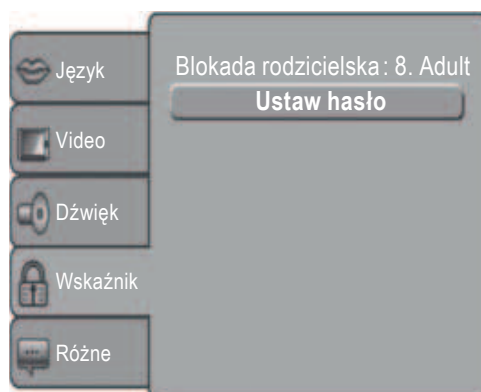 Język
Video
Dźwięk
Wskaźnik
Różne
Blokada rodzicielska : 8. Adult
Ustaw hasło